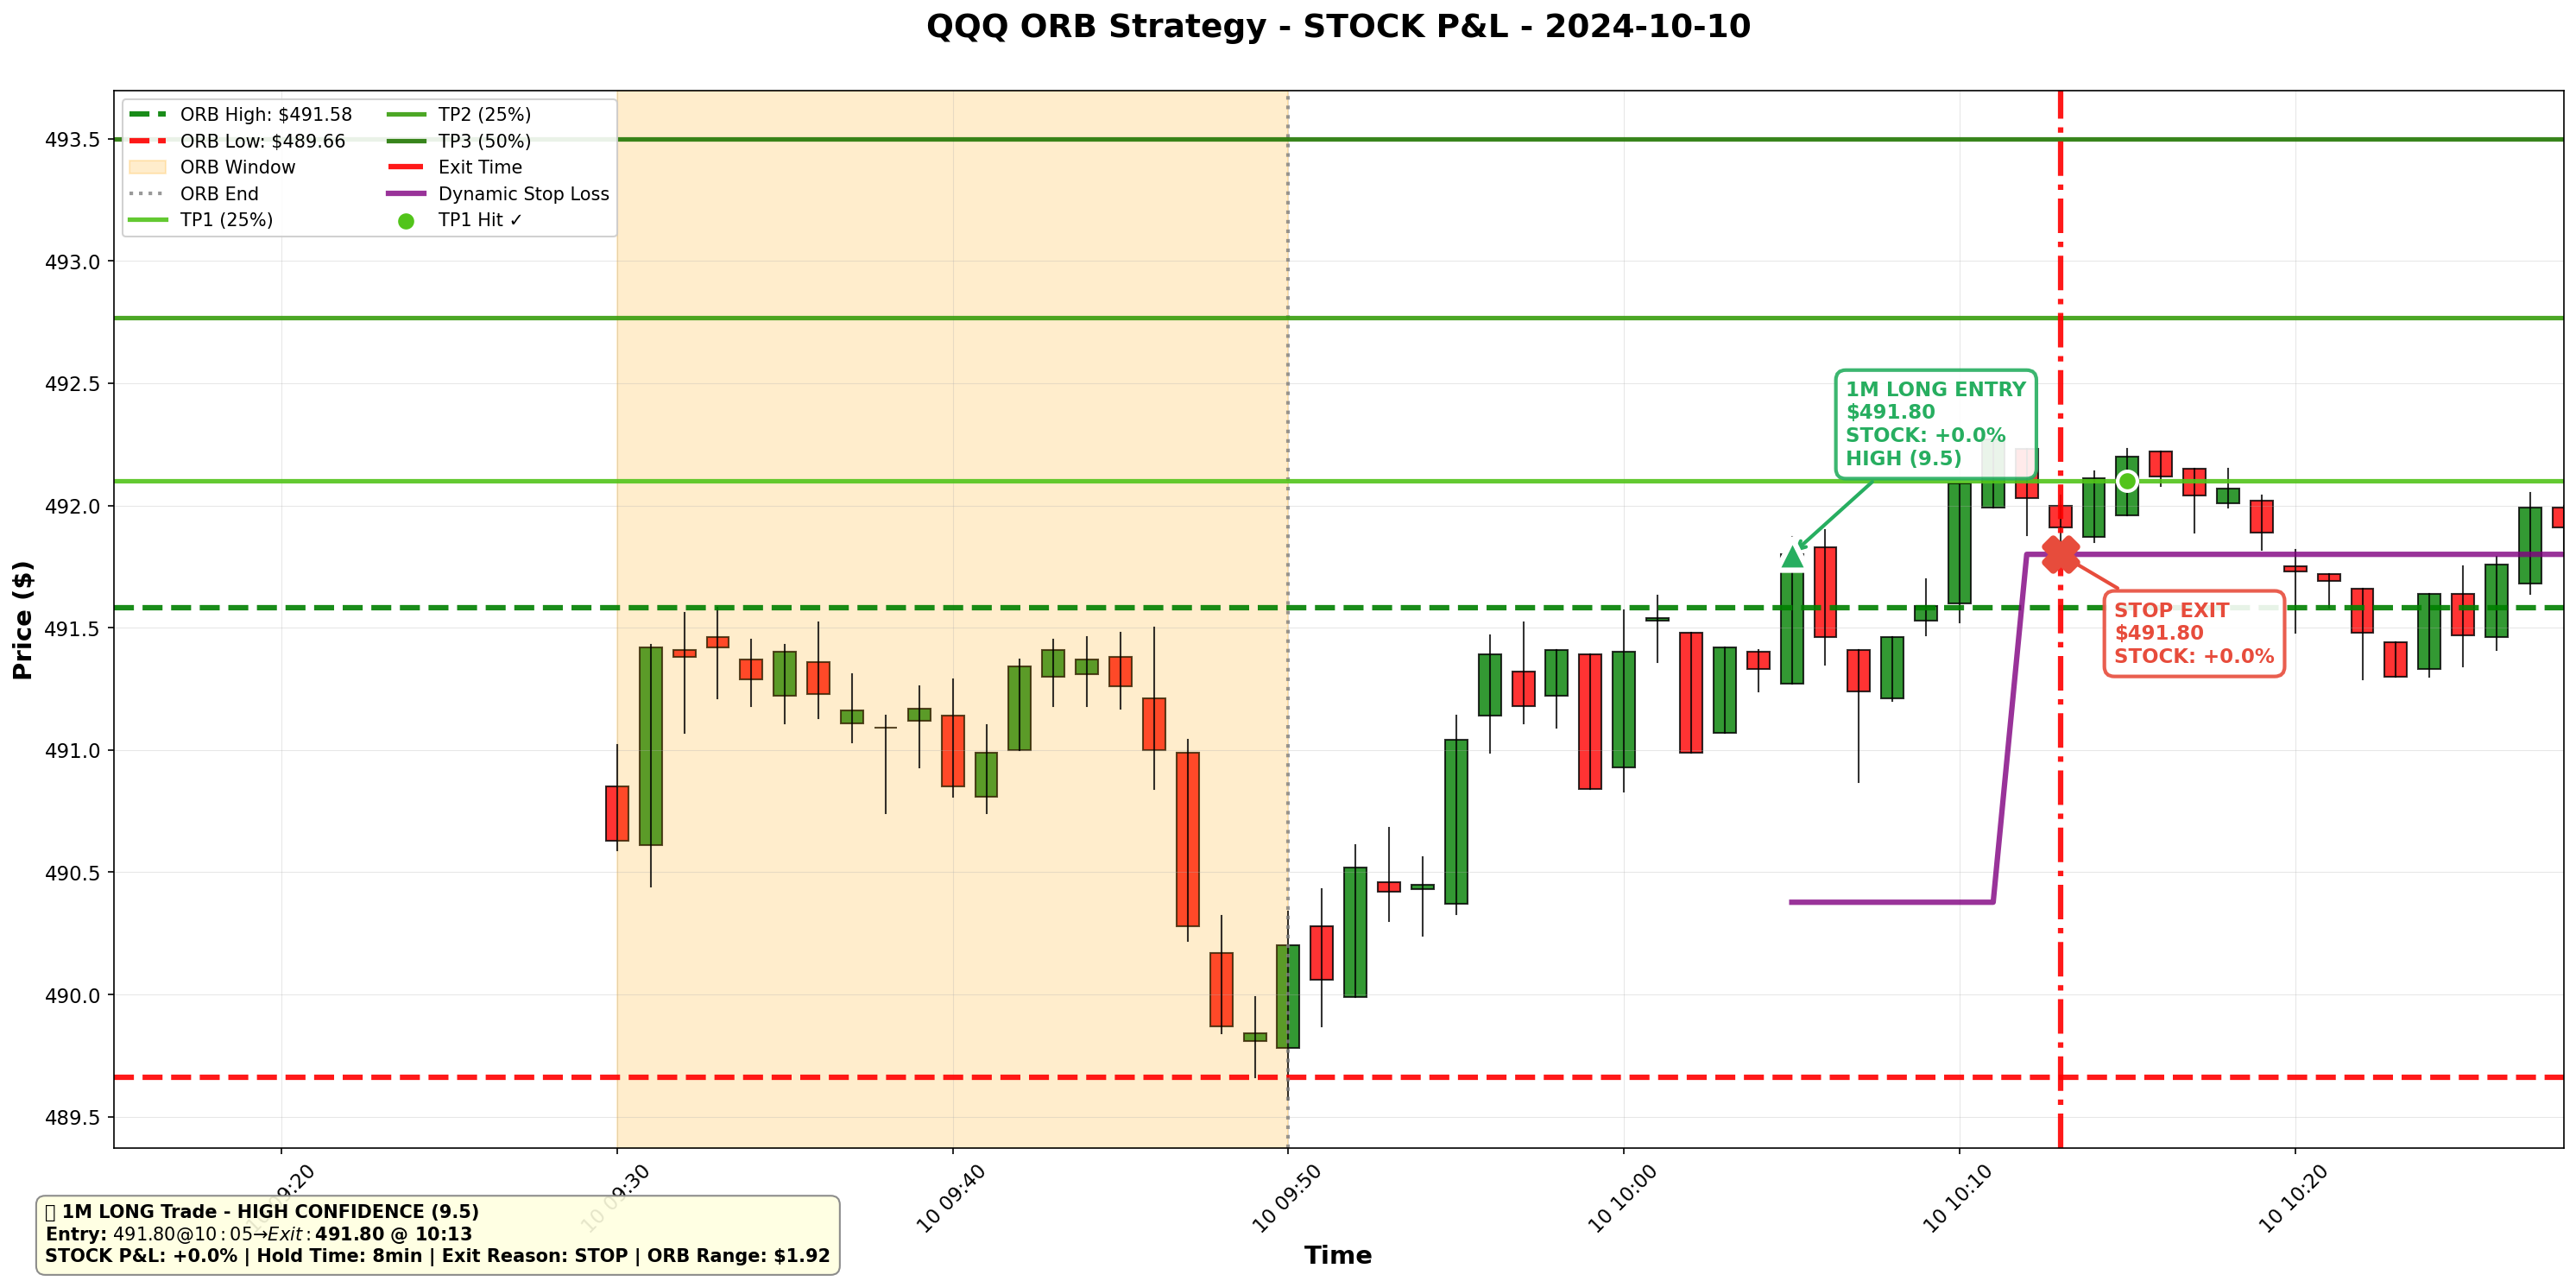 QQQ ORB Strategy - STOCK P&L - 2024-10-10
ORB High: $491.58
ORB Low: $489.66
ORB Window
ORB End
TP1 (25%)
TP2 (25%)
TP3 (50%)
Exit Time
Dynamic Stop Loss
TP1 Hit ✓
Price ($)
493.5
493.0
492.5
492.0
491.5
491.0
490.5
490.0
489.5
1M LONG ENTRY
$491.80
STOCK: +0.0%
HIGH (9.5)
STOP EXIT
$491.80
STOCK: +0.0%
10 09:20
10 09:30
10 09:40
10 09:50
10 10:00
10 10:10
10 10:20
Time
1M LONG Trade - HIGH CONFIDENCE (9.5)
Entry: 491.80@10:05→Exit:491.80 @ 10:13
STOCK P&L: +0.0% | Hold Time: 8min | Exit Reason: STOP | ORB Range: $1.92